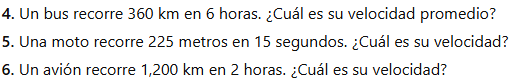 4. Un bus recorre 360 km en 6 horas. ¿Cuál es su velocidad promedio?
5. Una moto recorre 225 metros en 15 segundos. ¿Cuál es su velocidad?
6. Un avión recorre 1,200 km en 2 horas. ¿Cuál es su velocidad?